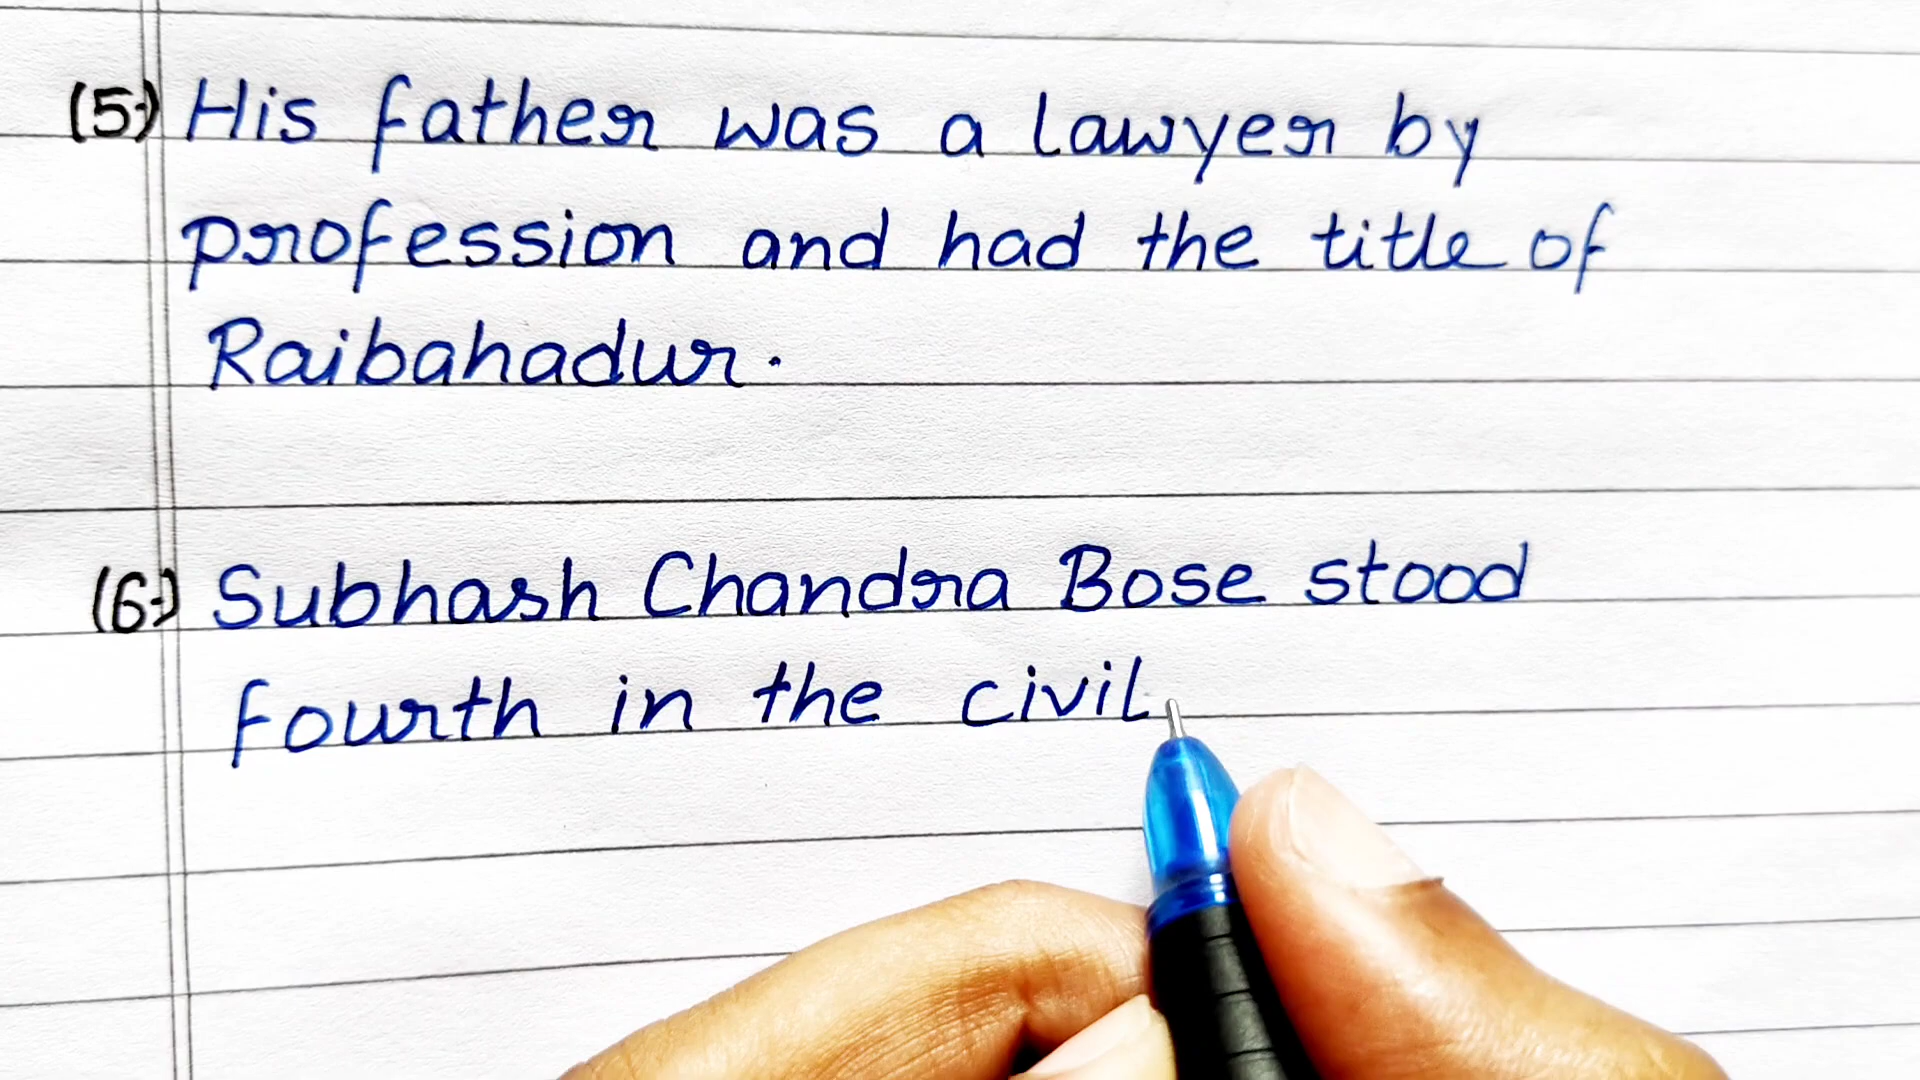 (5.) His father was a lawyer by
profession and had the title of
Raibahadur.
(6.) Subhash Chandra Bose stood
fourth in the civil